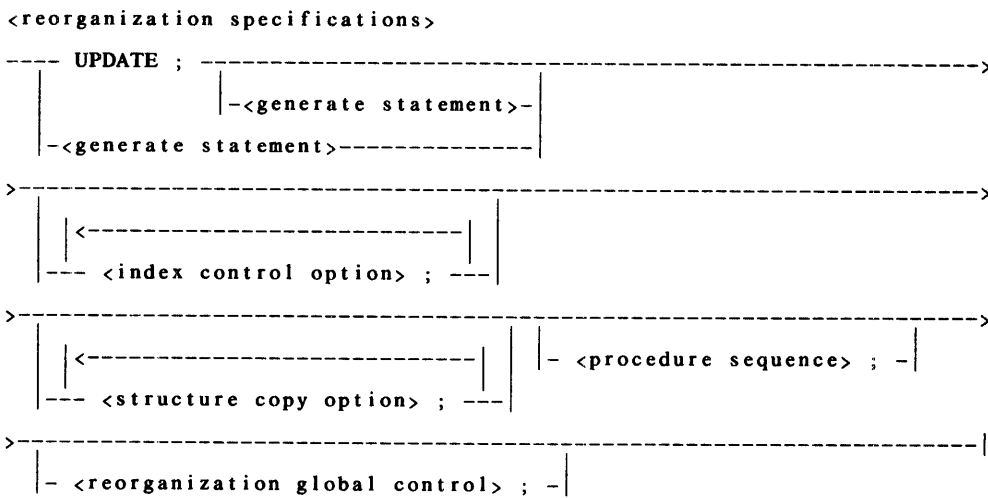 <reorganization specifications>
---- UPDATE ; ---->
|-<generate statement>-|
|-<generate statement>----|
>---->
|<----|
|--- <index control option> ; ---|
>---->
|<----| |- <procedure sequence> ; -|
|--- <structure copy option> ; ---|
>----|
|- <reorganization global control> ; -|